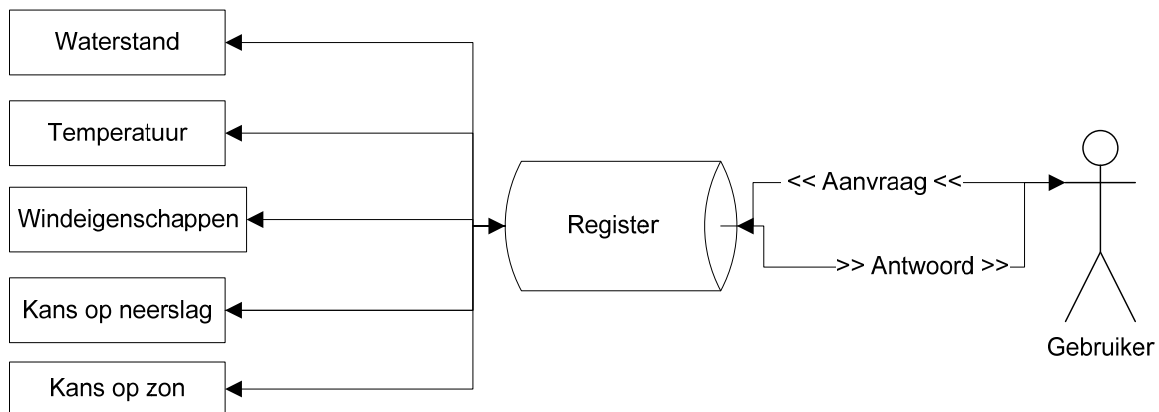 Waterstand
Temperatuur
Windeigenschappen
Kans op neerslag
Kans op zon
Register
<< Aanvraag <<
>> Antwoord >>
Gebruiker